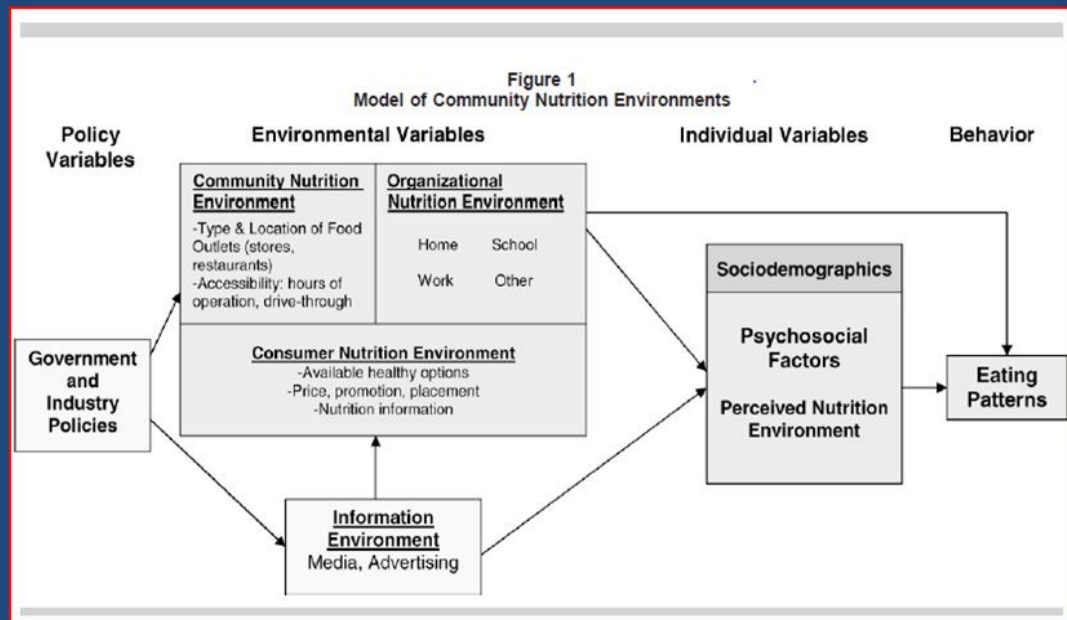 Figure 1
Model of Community Nutrition Environments
Policy
Variables
Environmental Variables
Individual Variables
Behavior
Community Nutrition
Environment
-Type & Location of Food
Outlets (stores,
restaurants)
-Accessibility: hours of
operation, drive-through
Organizational
Nutrition Environment
Home School
Work Other
Consumer Nutrition Environment
-Available healthy options
-Price, promotion, placement
-Nutrition information
Government
and
Industry
Policies
Information
Environment
Media, Advertising
Sociodemographics
Psychosocial
Factors
Perceived Nutrition
Environment
Eating
Patterns